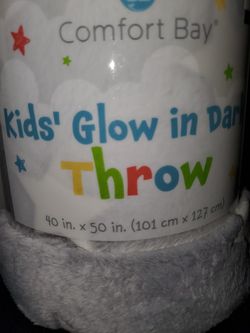 Comfort Bay®
Kids' Glow in Dar
Throw
40 in. x 50 in. (101 cm x 127 cm)